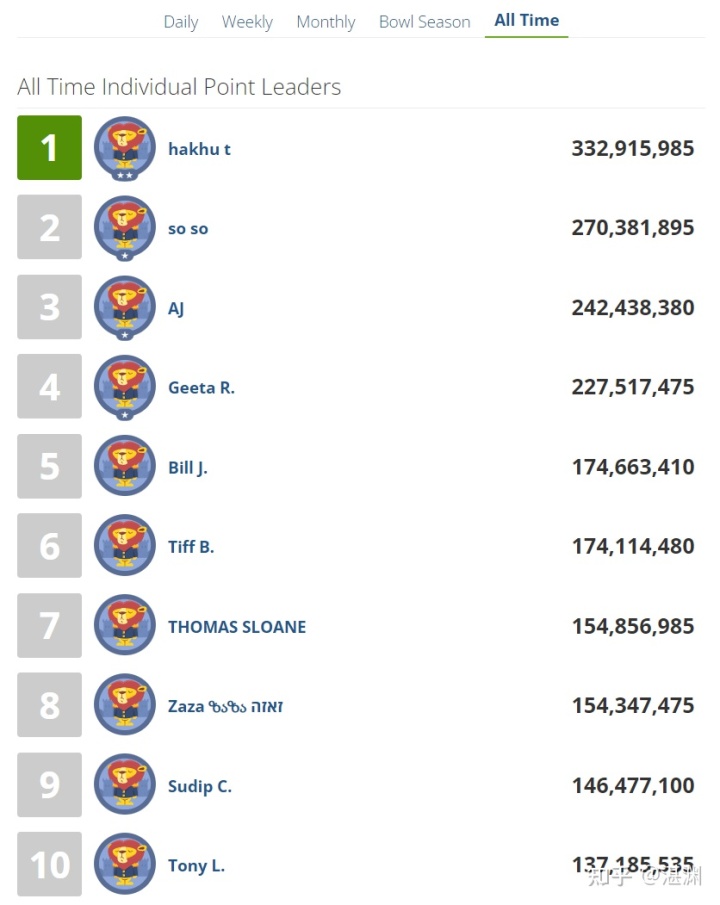 Daily Weekly Monthly Bowl Season All Time
All Time Individual Point Leaders
1 hakhu t 332,915,985
2 so so 270,381,895
3 AJ 242,438,380
4 Geeta R. 227,517,475
5 Bill J. 174,663,410
6 Tiff B. 174,114,480
7 THOMAS SLOANE 154,856,985
8 Zaza ზაზა זאזה 154,347,475
9 Sudip C. 146,477,100
10 Tony L. 137,185,535
知乎 @湛渊